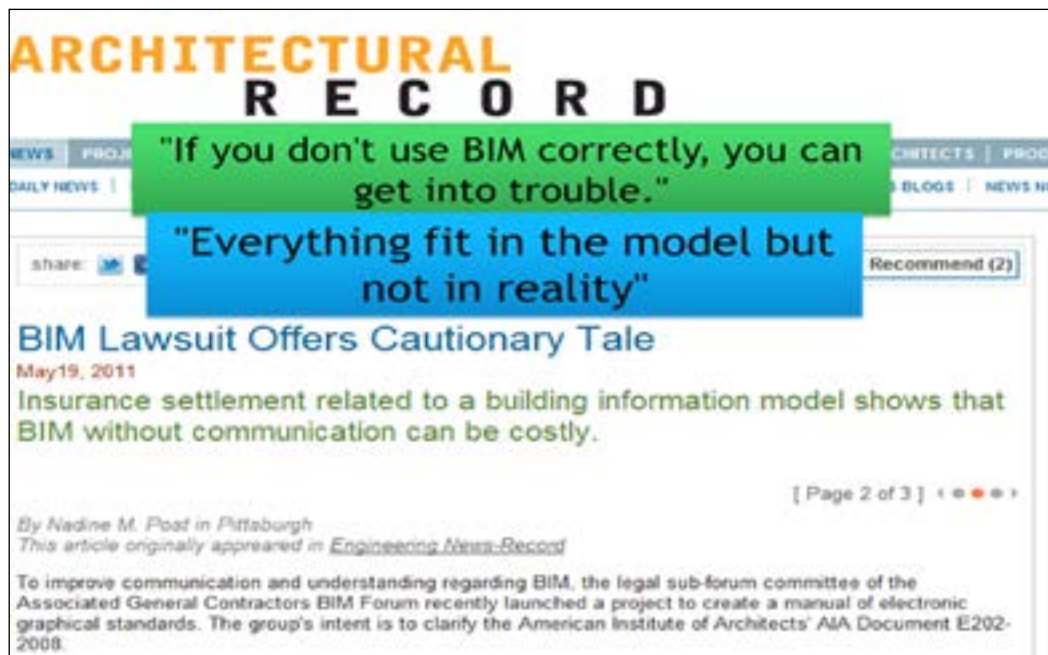 ARCHITECTURAL
RECORD
"If you don't use BIM correctly, you can
get into trouble."
NEWS
DAILY NEWS | BLOGS | NEWS
"Everything fit in the model but
not in reality"
share: Recommend (2)
BIM Lawsuit Offers Cautionary Tale
May19, 2011
Insurance settlement related to a building information model shows that
BIM without communication can be costly.
[ Page 2 of 3 ]
By Nadine M. Post in Pittsburgh
This article originally appreared in Engineering News-Record
To improve communication and understanding regarding BIM, the legal sub-forum committee of the
Associated General Contractors BIM Forum recently launched a project to create a manual of electronic
graphical standards. The group's intent is to clarify the American Institute of Architects' AIA Document E202-
2008.